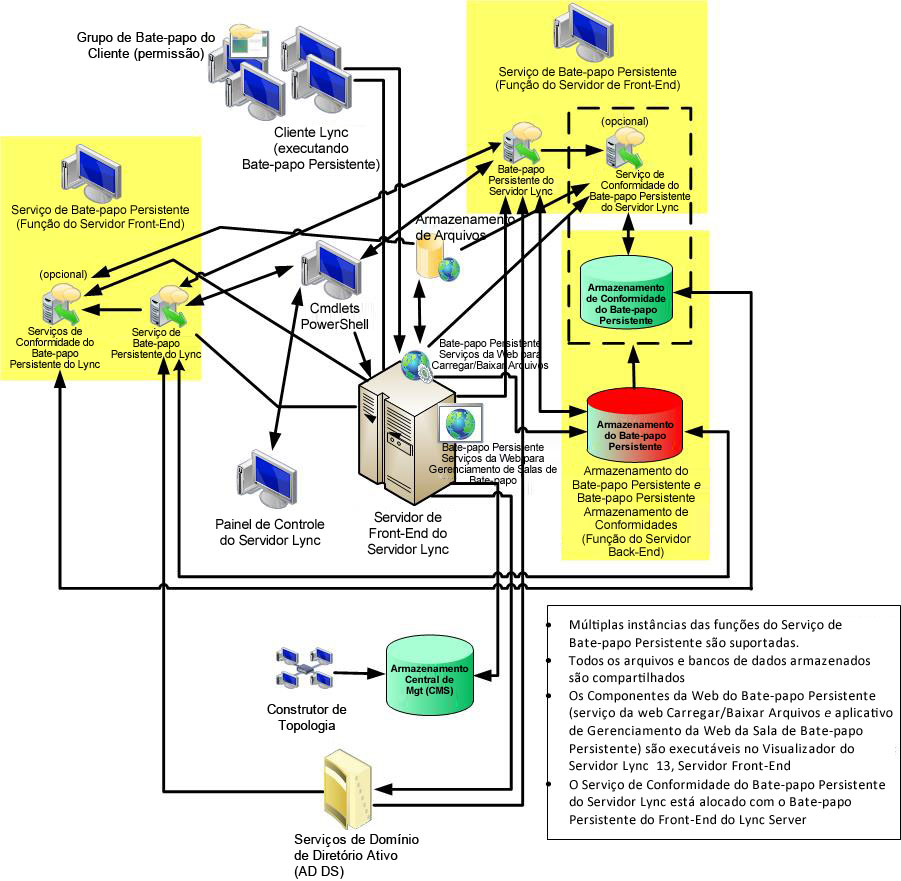 Grupo de Bate-papo do
Cliente (permissão)
Cliente Lync
(executando
Bate-papo Persistente)
Serviço de Bate-papo Persistente
(Função do Servidor de Front-End)
(opcional)
Bate-papo
Persistente do
Servidor Lync
Serviço de
Conformidade do
Bate-papo Persistente
do Servidor Lync
Serviço de Bate-papo Persistente
(Função do Servidor Front-End)
(opcional)
Serviços de
Conformidade do
Bate-papo
Persistente do Lync
Serviço de
Bate-papo
Persistente do Lync
Armazenamento
de Arquivos
Cmdlets
PowerShell
Armazenamento
de Conformidade
do Bate-papo
Persistente
Bate-papo Persistente
Serviços da Web para
Carregar/Baixar Arquivos
Armazenamento
do Bate-papo
Persistente
Bate-papo Persisiente
Serviços da Web para
Gerenciamento de Salas de
Bate-papo
Armazenamento do
Bate-papo Persistente e
Bate-papo Persistente
Armazenamento
de Conformidades
(Função do Servidor
Back-End)
Painel de Controle
do Servidor Lync
Servidor de
Front-End do
Servidor Lync
Construtor de
Topologia
Armazenamento
Central de
Mgt (CMS)
Serviços de Domínio
de Diretório Ativo
(AD DS)
• Múltiplas instâncias das funções do Serviço de
Bate-papo Persistente são suportadas.
• Todos os arquivos e bancos de dados armazenados
são compartilhados
• Os Componentes da Web do Bate-papo Persistente
(serviço da web Carregar/Baixar Arquivos e aplicativo
de Gerenciamento da Web da Sala de Bate-papo
Persistente) são executáveis no Visualizador do
Servidor Lync 13, Servidor Front-End
• O Serviço de Conformidade do Bate-papo Persistente
do Servidor Lync está alocado com o Bate-papo
Persistente do Front-End do Lync Server